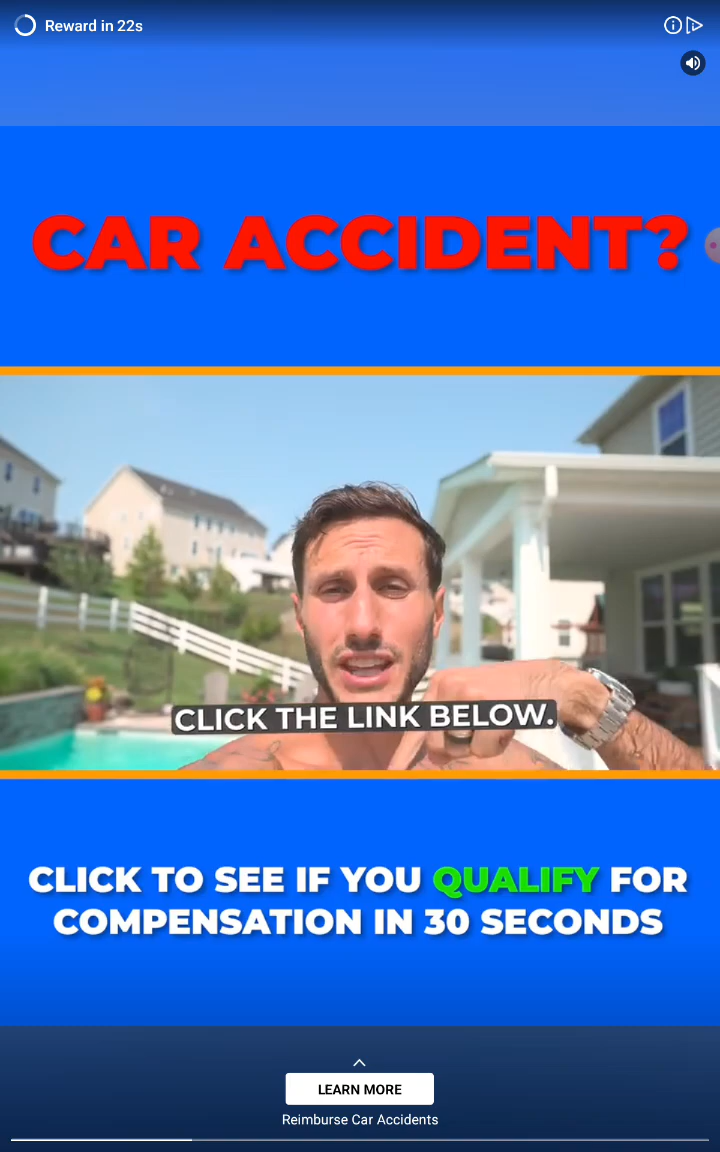 Reward in 22s
CAR ACCIDENT?
CLICK THE LINK BELOW.
CLICK TO SEE IF YOU QUALIFY FOR
COMPENSATION IN 30 SECONDS
LEARN MORE
Reimburse Car Accidents